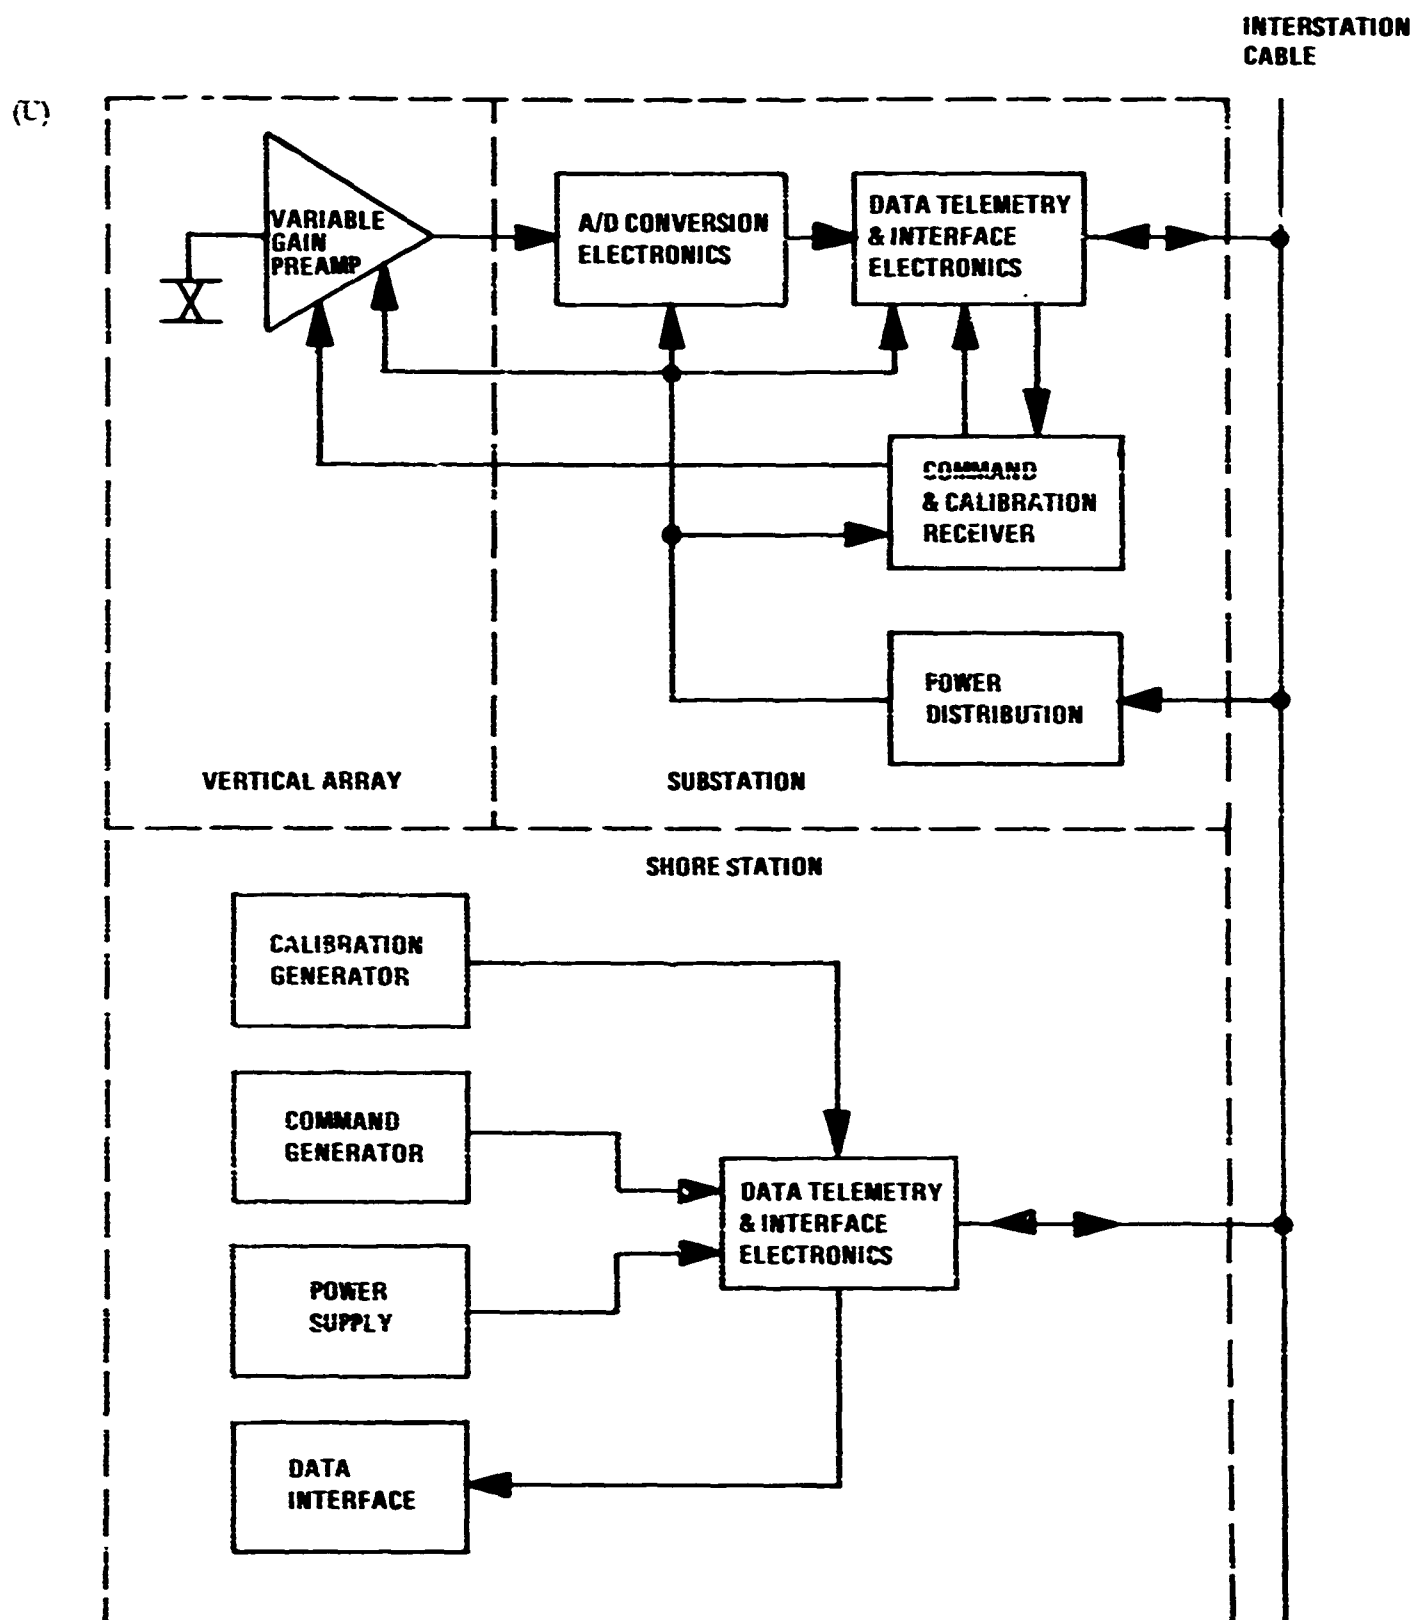 INTERSTATION
CABLE
(U)
VARIABLE
GAIN
PREAMP
A/D CONVERSION
ELECTRONICS
DATA TELEMETRY
& INTERFACE
ELECTRONICS
COMMAND
& CALIBRATION
RECEIVER
POWER
DISTRIBUTION
VERTICAL ARRAY
SUBSTATION
SHORE STATION
CALIBRATION
GENERATOR
COMMAND
GENERATOR
DATA TELEMETRY
& INTERFACE
ELECTRONICS
POWER
SUPPLY
DATA
INTERFACE